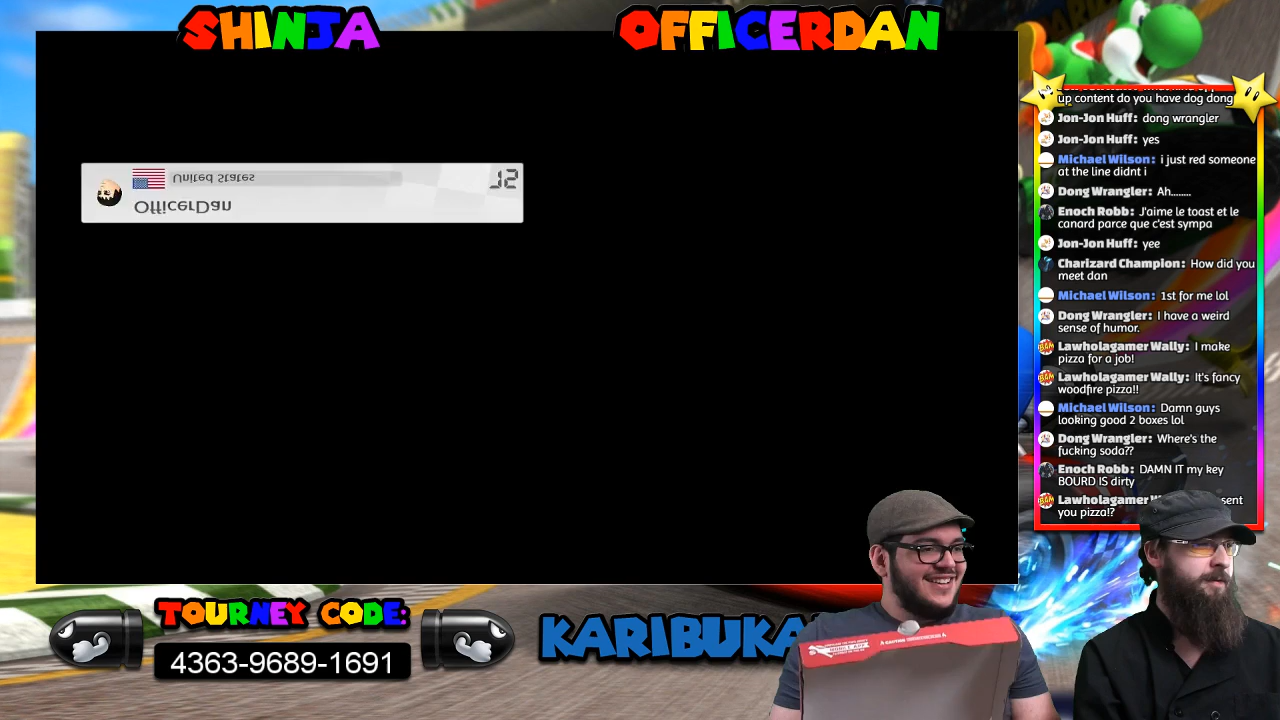 SHINJA
OFFICERDAN
United States
OfficerDan
up content do you have dog dong
Jon-Jon Huff: dong wrangler
Jon-Jon Huff: yes
Michael Wilson: i just red someone
at the line didnt i
Dong Wrangler: Ah........
Enoch Robb: J'aime le toast et le
canard parce que c'est sympa
Jon-Jon Huff: yee
Charizard Champion: How did you
meet dan
Michael Wilson: 1st for me lol
Dong Wrangler: I have a weird
sense of humor.
Lawholagamer Wally: I make
pizza for a job!
Lawholagamer Wally: It's fancy
woodfire pizza!!
Michael Wilson: Damn guys
looking good 2 boxes lol
Dong Wrangler: Where's the
fucking soda??
Enoch Robb: DAMN IT my key
BOURD IS dirty
Lawholagamer sent
you pizza!?
TOURNEY CODE:
4363-9689-1691
KARIBUKA